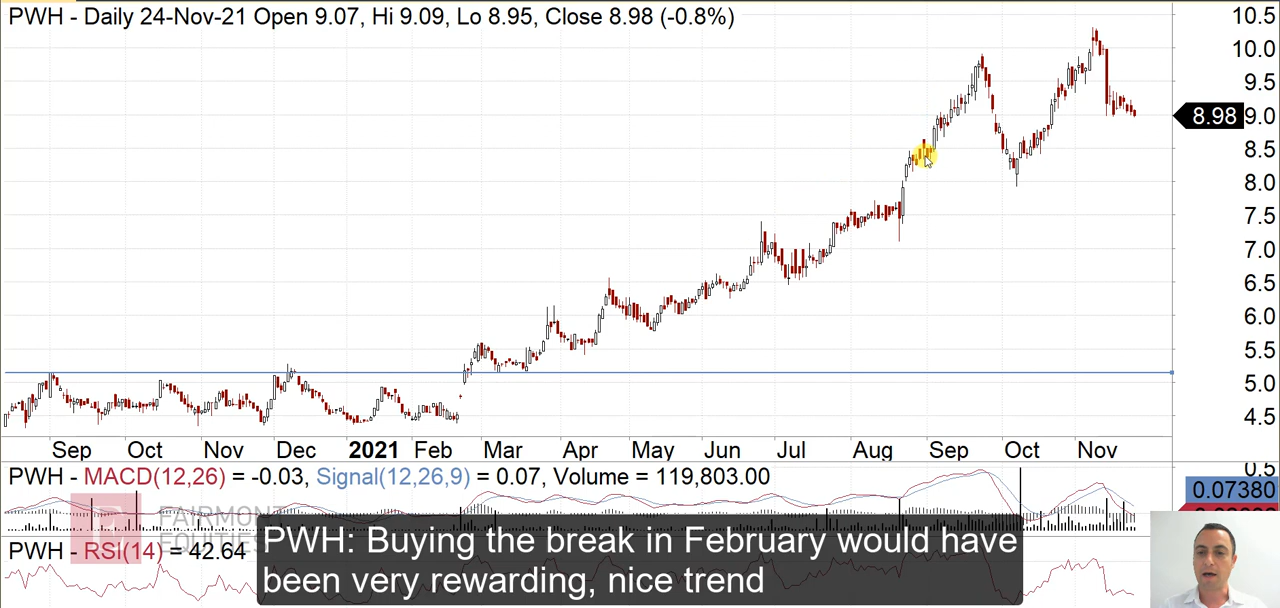 PWH - Daily 24-Nov-21 Open 9.07, Hi 9.09, Lo 8.95, Close 8.98 (-0.8%)
10.5
10.0
9.5
8.98 9.0
8.5
8.0
7.5
7.0
6.5
6.0
5.5
5.0
4.5
Sep Oct Nov Dec 2021 Feb Mar Apr May Jun Jul Aug Sep Oct Nov
PWH - MACD(12,26) = -0.03, Signal(12,26,9) = 0.07, Volume = 119,803.00
0.5
0.07380
FAIRMONT
EQUITIES
PWH - RSI(14) = 42.64
PWH: Buying the break in February would have
been very rewarding, nice trend